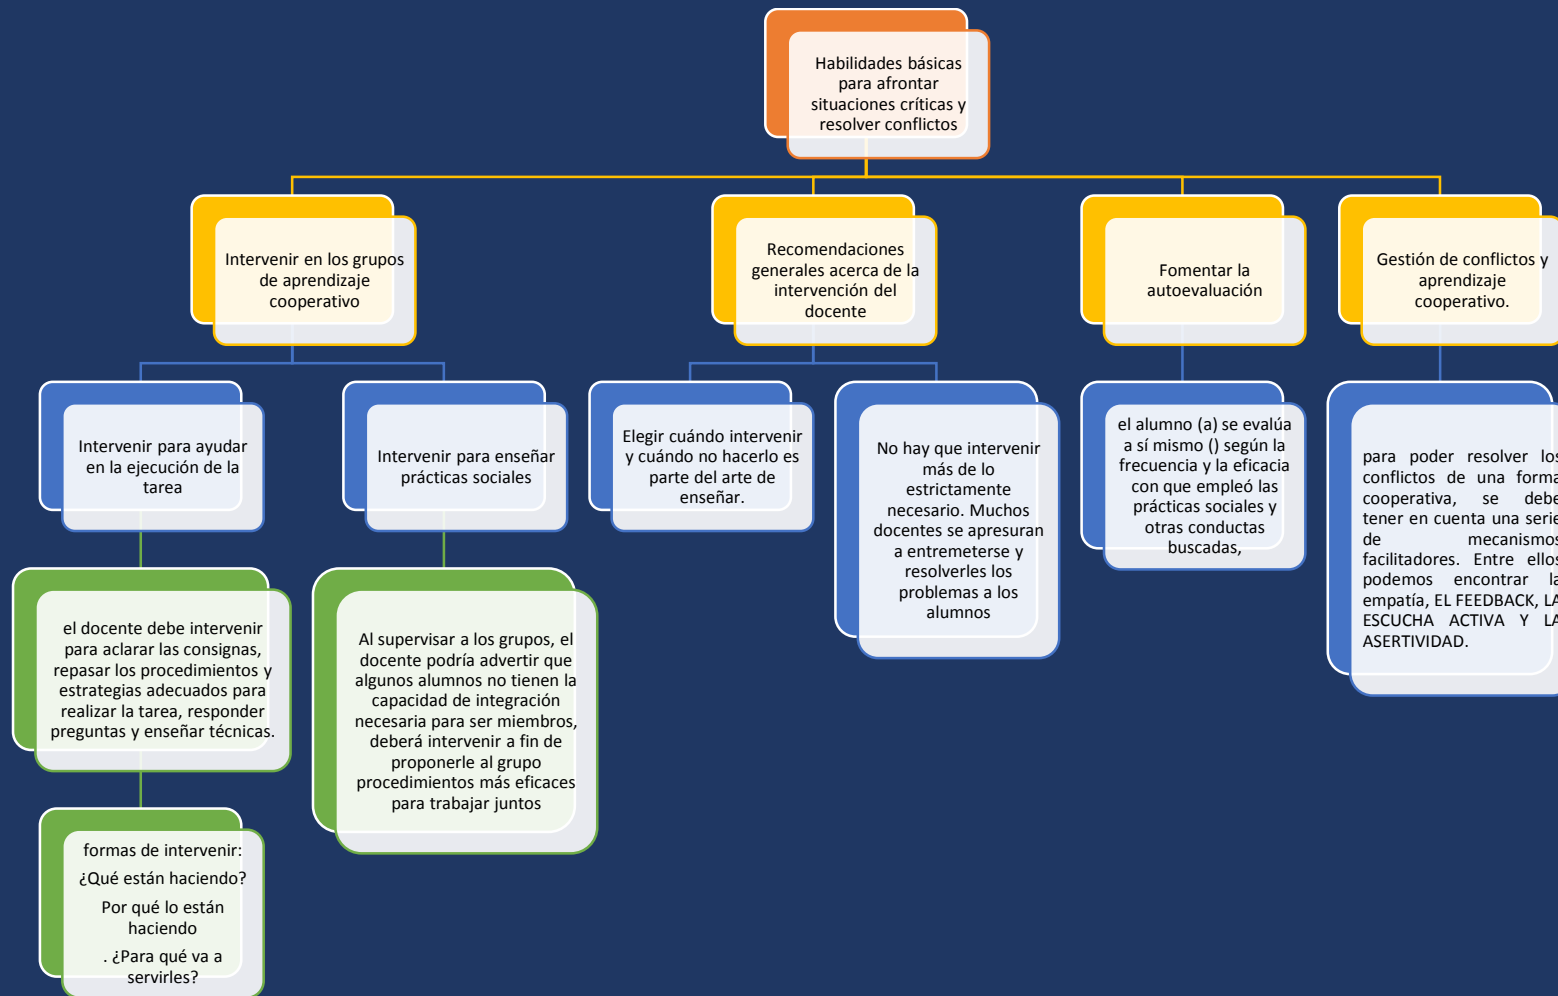 Habilidades básicas
para afrontar
situaciones críticas y
resolver conflictos
Intervenir en los grupos
de aprendizaje
cooperativo
Recomendaciones
generales acerca de la
intervención del
docente
Fomentar la
autoevaluación
Gestión de conflictos y
aprendizaje
cooperativo.
Intervenir para ayudar
en la ejecución de la
tarea
Intervenir para enseñar
prácticas sociales
Elegir cuándo intervenir
y cuándo no hacerlo es
parte del arte de
enseñar.
No hay que intervenir
más de lo
estrictamente
necesario. Muchos
docentes se apresuran
a entremeterse y
resolverles los
problemas a los
alumnos
el alumno (a) se evalúa
a sí mismo () según la
frecuencia y la eficacia
con que empleó las
prácticas sociales y
otras conductas
buscadas,
para poder resolver los
conflictos de una forma
cooperativa, se debe
tener en cuenta una serie
de mecanismos
facilitadores. Entre ellos
podemos encontrar la
empatía, EL FEEDBACK, LA
ESCUCHA ACTIVA Y LA
ASERTIVIDAD.
el docente debe intervenir
para aclarar las consignas,
repasar los procedimientos y
estrategias adecuados para
realizar la tarea, responder
preguntas y enseñar técnicas.
Al supervisar a los grupos, el
docente podría advertir que
algunos alumnos no tienen la
capacidad de integración
necesaria para ser miembros,
deberá intervenir a fin de
proponerle al grupo
procedimientos más eficaces
para trabajar juntos
formas de intervenir:
¿Qué están haciendo?
Por qué lo están
haciendo
. ¿Para qué va a
servirles?